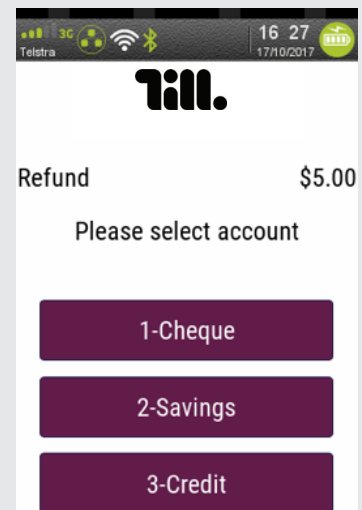 3G
16 27
Telstra
17/10/2017
Till.
Refund $5.00
Please select account
1-Cheque
2-Savings
3-Credit